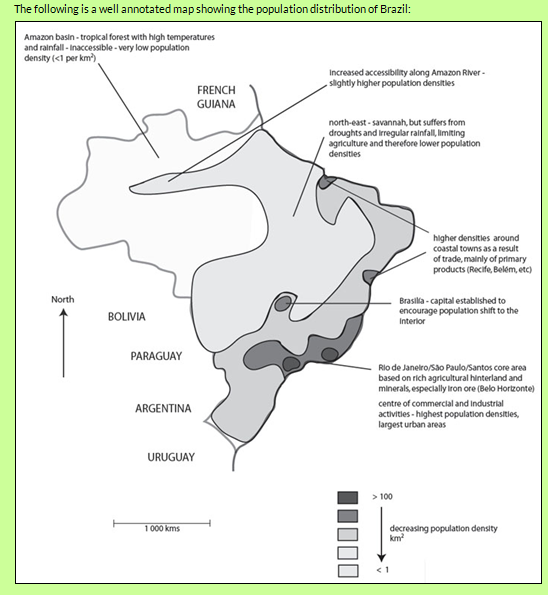 The following is a well annotated map showing the population distribution of Brazil:
Amazon basin - tropical forest with high temperatures
and rainfall - inaccessible - very low population
density (<1 per km²)
FRENCH
GUIANA
Increased accessibility along Amazon River -
slightly higher population densities
north-east - savannah, but suffers from
droughts and irregular rainfall, limiting
agriculture and therefore lower population
densities
higher densities around
coastal towns as a result
of trade, mainly of primary
products (Recife, Belém, etc)
North
BOLIVIA
Brasília - capital established to
encourage population shift to the
interior
PARAGUAY
Rio de Janeiro/São Paulo/Santos core area
based on rich agricultural hinterland and
minerals, especially iron ore (Belo Horizonte)
centre of commercial and industrial
activities - highest population densities,
largest urban areas
ARGENTINA
URUGUAY
1 000 kms
> 100
decreasing population density
km²
< 1